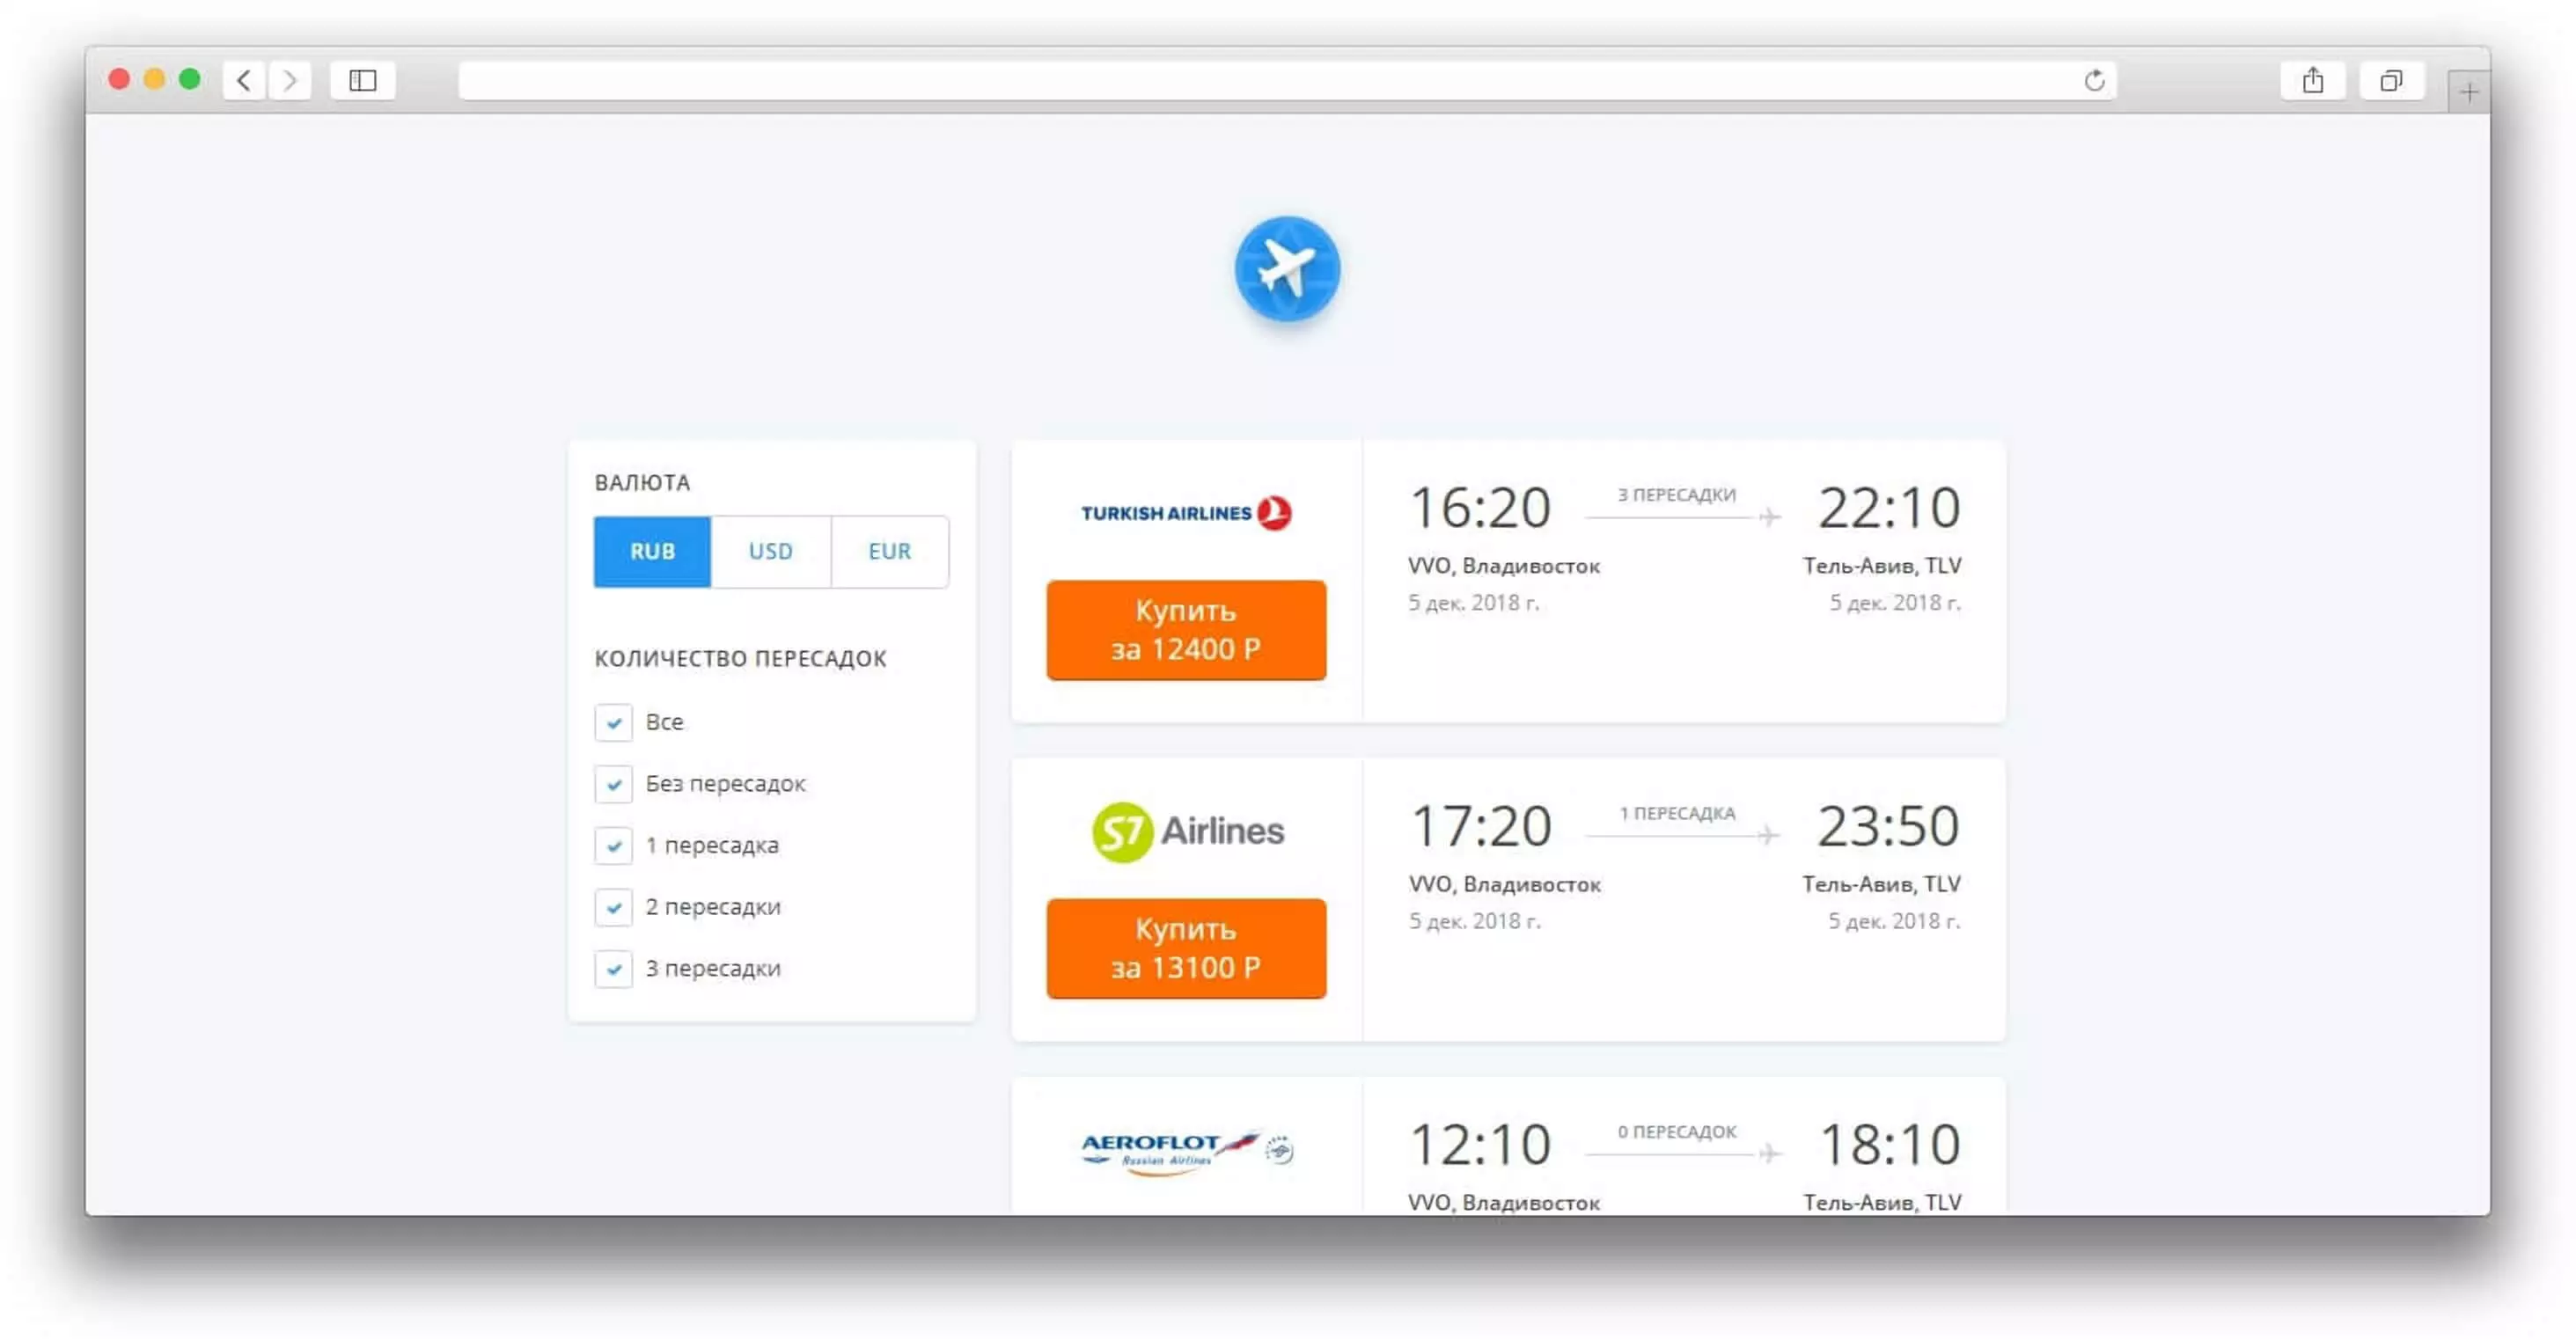 ВАЛЮТА
RUB USD EUR
КОЛИЧЕСТВО ПЕРЕСАДОК
Все
Без пересадок
1 пересадка
2 пересадки
3 пересадки
TURKISH AIRLINES
Купить
за 12400 Р
16:20 3 ПЕРЕСАДКИ 22:10
VVO, Владивосток Тель-Авив, TLV
5 дек. 2018 г. 5 дек. 2018 г.
S7 Airlines
Купить
за 13100 Р
17:20 1 ПЕРЕСАДКА 23:50
VVO, Владивосток Тель-Авив, TLV
5 дек. 2018 г. 5 дек. 2018 г.
AEROFLOT
Russian Airlines
12:10 0 ПЕРЕСАДОК 18:10
VVO, Владивосток Тель-Авив, TLV